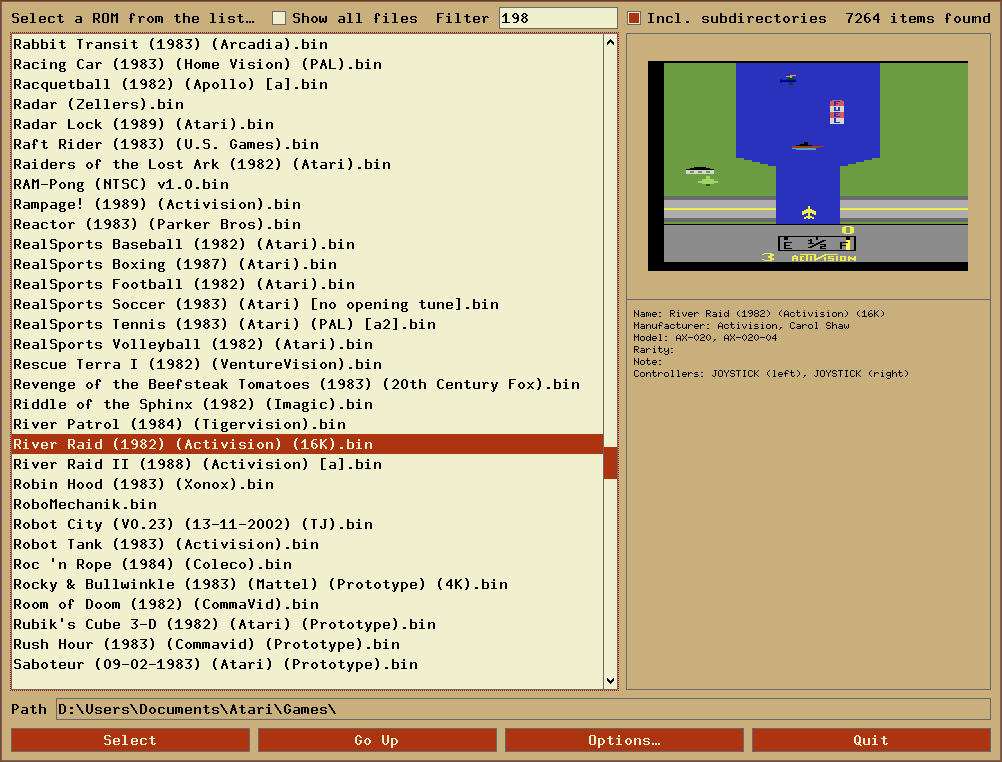 Select a ROM from the list… Show all files Filter 198 Incl. subdirectories 7264 items found
Rabbit Transit (1983) (Arcadia).bin
Racing Car (1983) (Home Vision) (PAL).bin
Racquetball (1982) (Apollo) [a].bin
Radar (Zellers).bin
Radar Lock (1989) (Atari).bin
Raft Rider (1983) (U.S. Games).bin
Raiders of the Lost Ark (1982) (Atari).bin
RAM-Pong (NTSC) v1.0.bin
Rampage! (1989) (Activision).bin
Reactor (1983) (Parker Bros).bin
RealSports Baseball (1982) (Atari).bin
RealSports Boxing (1987) (Atari).bin
RealSports Football (1982) (Atari).bin
RealSports Soccer (1983) (Atari) [no opening tune].bin
RealSports Tennis (1983) (Atari) (PAL) [a2].bin
RealSports Volleyball (1982) (Atari).bin
Rescue Terra I (1982) (VentureVision).bin
Revenge of the Beefsteak Tomatoes (1983) (20th Century Fox).bin
Riddle of the Sphinx (1982) (Imagic).bin
River Patrol (1984) (Tigervision).bin
River Raid (1982) (Activision) (16K).bin
River Raid II (1988) (Activision) [a].bin
Robin Hood (1983) (Xonox).bin
RoboMechanik.bin
Robot City (V0.23) (13-11-2002) (TJ).bin
Robot Tank (1983) (Activision).bin
Roc 'n Rope (1984) (Coleco).bin
Rocky & Bullwinkle (1983) (Mattel) (Prototype) (4K).bin
Room of Doom (1982) (CommaVid).bin
Rubik's Cube 3-D (1982) (Atari) (Prototype).bin
Rush Hour (1983) (Commavid) (Prototype).bin
Saboteur (09-02-1983) (Atari) (Prototype).bin
FUEL
0
E ½ F
3 ACTIVISION
Name: River Raid (1982) (Activision) (16K)
Manufacturer: Activision, Carol Shaw
Model: AX-020, AX-020-04
Rarity:
Note:
Controllers: JOYSTICK (left), JOYSTICK (right)
Path D:\Users\Documents\Atari\Games\
Select Go Up Options… Quit